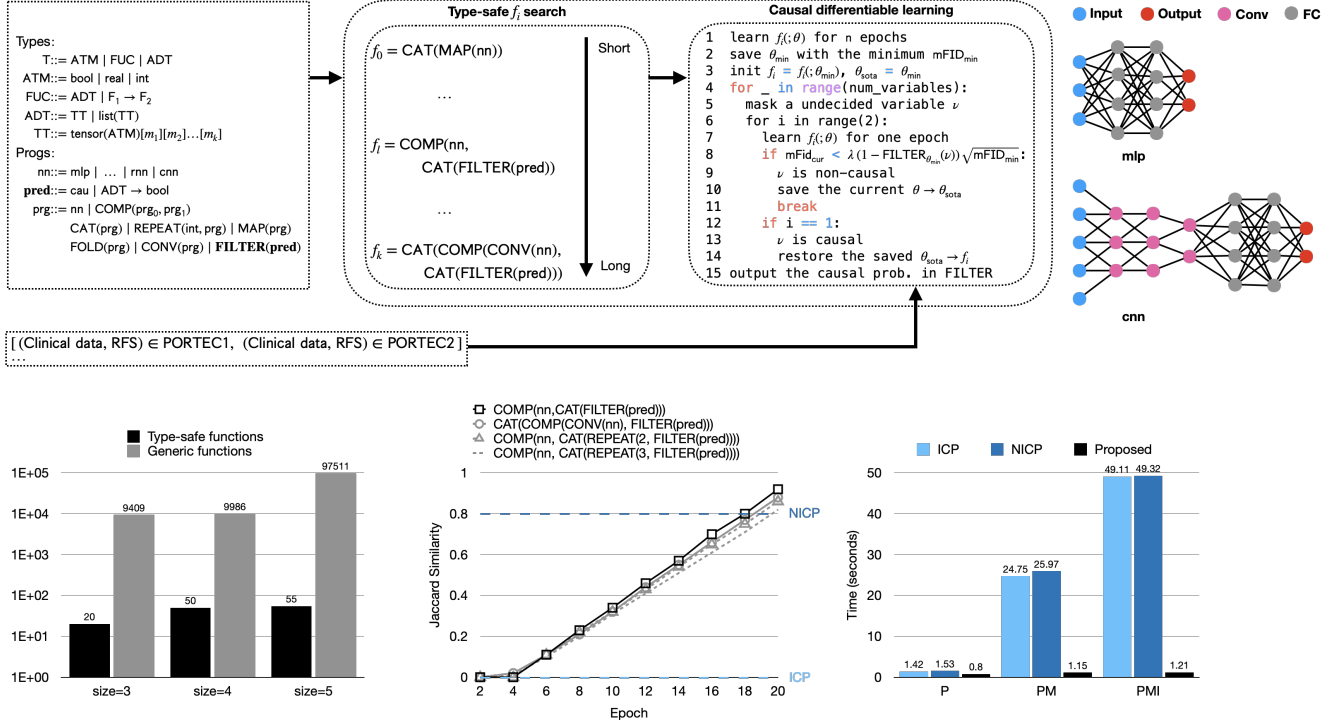 Types:
T::= ATM | FUC | ADT
ATM::= bool | real | int
FUC::= ADT | F₁ → F₂
ADT::= TT | list(TT)
TT::= tensor(ATM)[m₁][m₂]…[mₖ]
Progs:
nn::= mlp | … | rnn | cnn
pred::= cau | ADT → bool
prg::= nn | COMP(prg₀, prg₁)
CAT(prg) | REPEAT(int, prg) | MAP(prg)
FOLD(prg) | CONV(prg) | FILTER(pred)
Type-safe fᵢ search
f₀ = CAT(MAP(nn))
…
fₗ = COMP(nn,
CAT(FILTER(pred))
…
fₖ = CAT(COMP(CONV(nn),
CAT(FILTER(pred)))
Short
Long
Causal differentiable learning
1 learn fᵢ(;θ) for n epochs
2 save θmin with the minimum mFIDmin
3 init fᵢ = fᵢ(;θmin), θsota = θmin
4 for _ in range(num_variables):
5 mask a undecided variable ν
6 for i in range(2):
7 learn fᵢ(;θ) for one epoch
8 if mFidcur < λ(1−FILTERθmin(ν))√mFIDmin:
9 ν is non-causal
10 save the current θ → θsota
11 break
12 if i == 1:
13 ν is causal
14 restore the saved θsota → fᵢ
15 output the causal prob. in FILTER
Input Output Conv FC
mlp
cnn
[(Clinical data, RFS) ∈ PORTEC1, (Clinical data, RFS) ∈ PORTEC2]
…
Type-safe functions
Generic functions
1E+05
1E+04
1E+03
1E+02
1E+01
1E+00
20
9409
50
9986
55
97511
size=3 size=4 size=5
COMP(nn,CAT(FILTER(pred)))
CAT(COMP(CONV(nn), FILTER(pred)))
COMP(nn, CAT(REPEAT(2, FILTER(pred))))
COMP(nn, CAT(REPEAT(3, FILTER(pred))))
Jaccard Similarity
1
0.8
0.6
0.4
0.2
0
NICP
ICP
2 4 6 8 10 12 14 16 18 20
Epoch
ICP NICP Proposed
Time (seconds)
50
40
30
20
10
0
1.42 1.53 0.8
24.75 25.97 1.15
49.11 49.32 1.21
P PM PMI